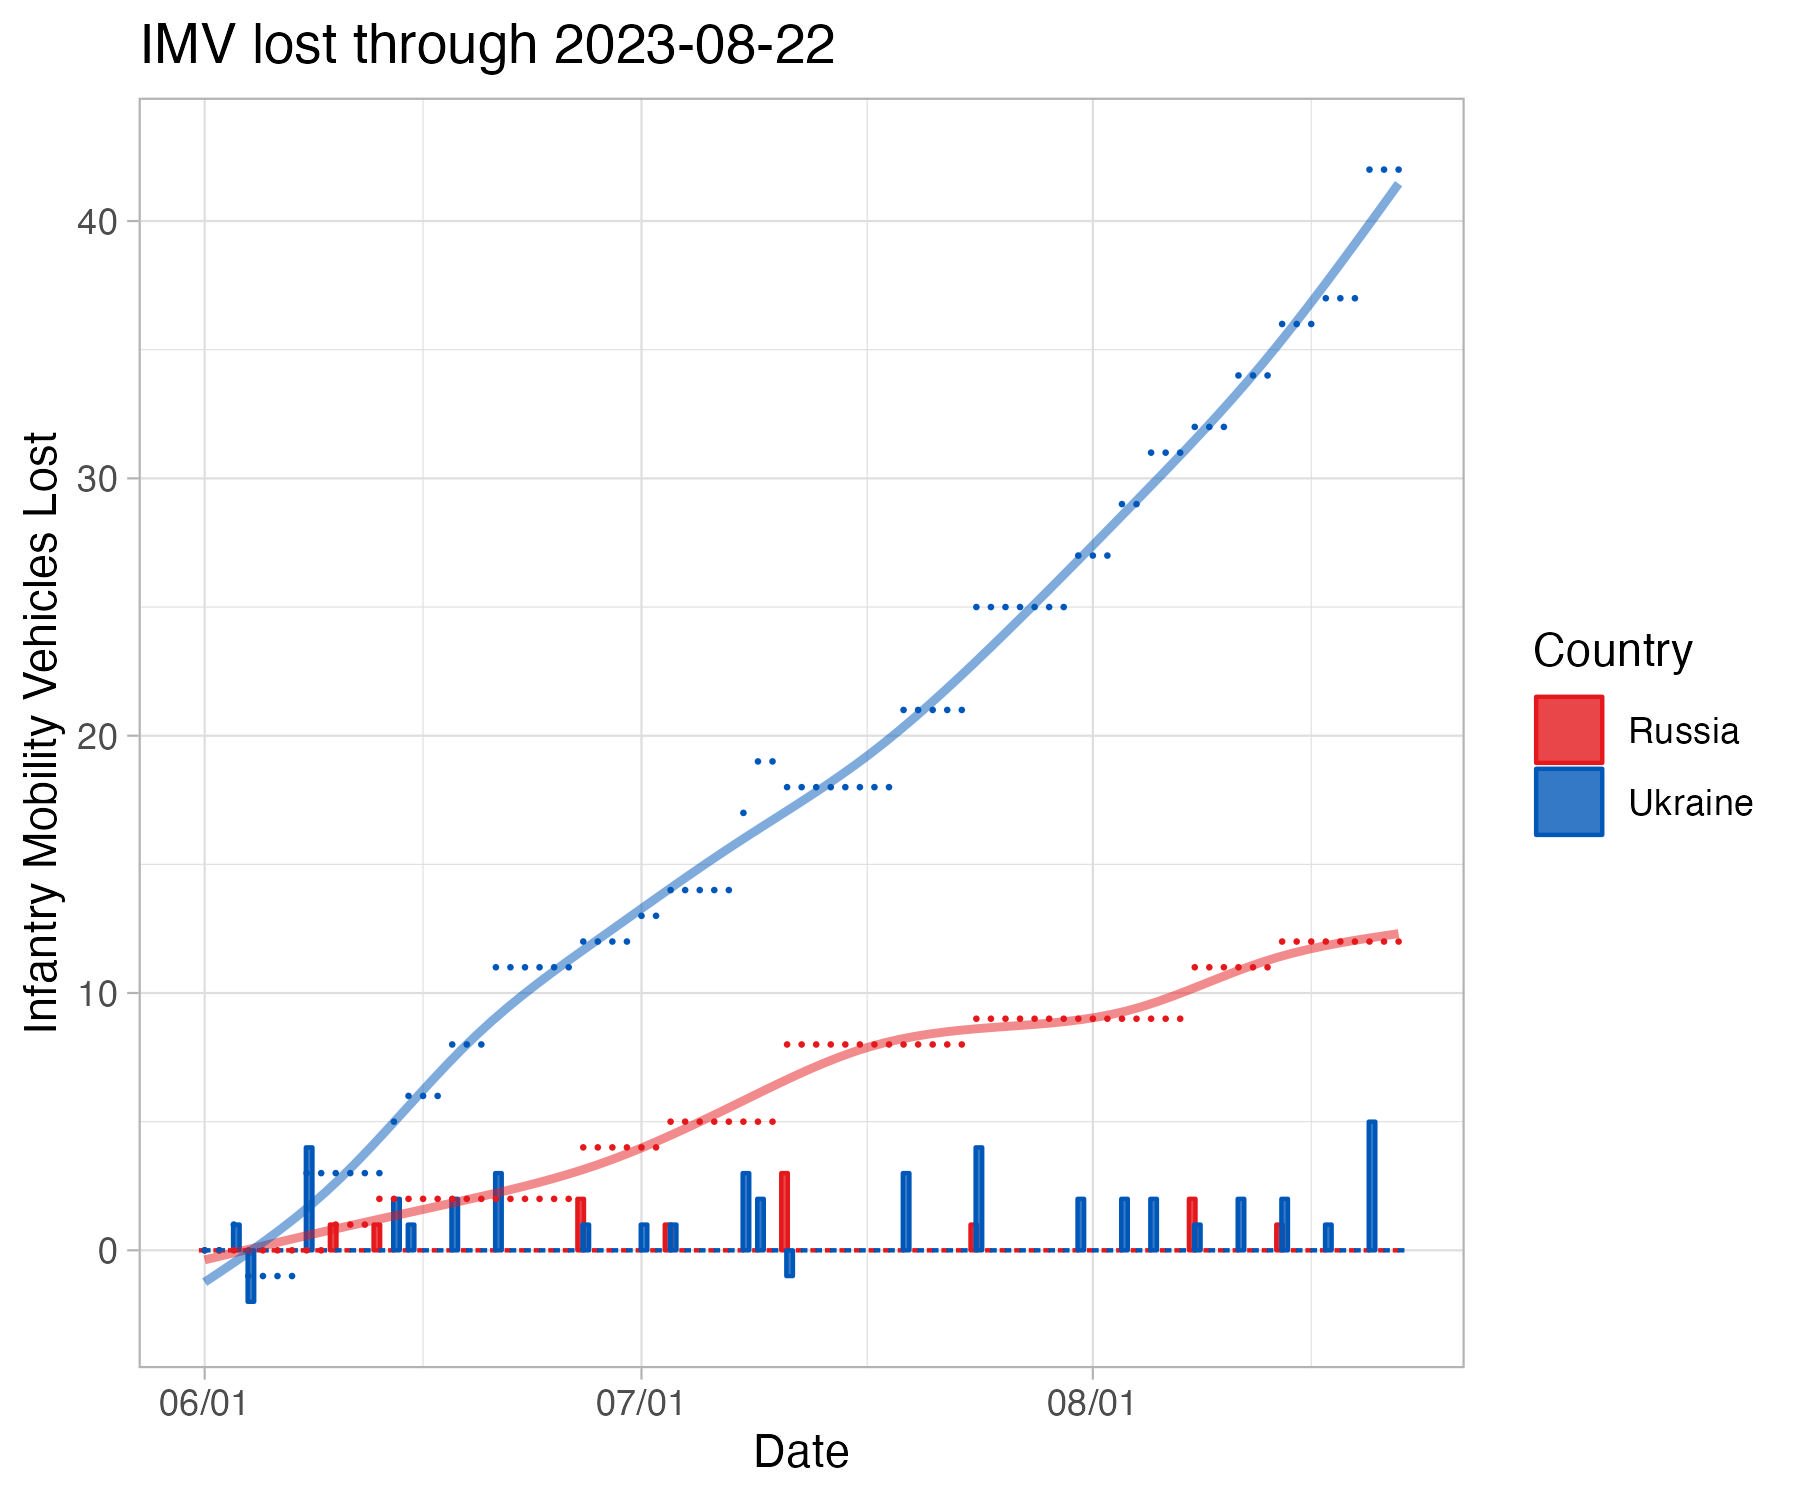 IMV lost through 2023-08-22
Infantry Mobility Vehicles Lost
40
30
20
10
0
06/01
07/01
08/01
Date
Country
Russia
Ukraine